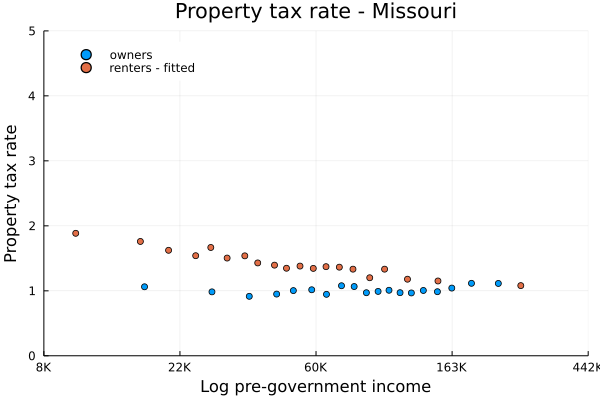 Property tax rate - Missouri
owners
renters - fitted
Property tax rate
5
4
3
2
1
0
8K 22K 60K 163K 442K
Log pre-government income